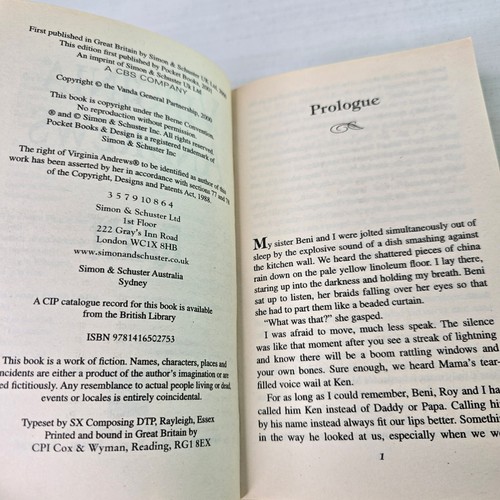 First published in Great Britain by Simon & Schuster UK Ltd, 2006
This edition first published by Pocket Books, 2007
An imprint of Simon & Schuster UK Ltd
A CBS COMPANY
Copyright © the Vanda General Partnership, 2006
This book is copyright under the Berne Convention.
No reproduction without permission.
® and © Simon & Schuster Inc. All rights reserved.
Pocket Books & Design is a registered trademark of
Simon & Schuster Inc
The right of Virginia Andrews® to be identified as author of this
work has been asserted by her in accordance with sections 77 and 78
of the Copyright, Designs and Patents Act, 1988.
3 5 7 9 10 8 6 4
Simon & Schuster Ltd
1st Floor
222 Gray's Inn Road
London WC1X 8HB
www.simonandschuster.co.uk
Simon & Schuster Australia
Sydney
A CIP catalogue record for this book is available
from the British Library
ISBN 9781416502753
This book is a work of fiction. Names, characters, places and
incidents are either a product of the author's imagination or are
ed fictitiously. Any resemblance to actual people living or dead,
events or locales is entirely coincidental.
Typeset by SX Composing DTP, Rayleigh, Essex
Printed and bound in Great Britain by
CPI Cox & Wyman, Reading, RG1 8EX
Prologue
My sister Beni and I were jolted simultaneously out of
sleep by the explosive sound of a dish smashing against
the kitchen wall. We heard the shattered pieces of china
rain down on the pale yellow linoleum floor. I lay there,
staring up into the darkness and holding my breath. Beni
sat up to listen, her braids falling over her eyes so that
she had to part them like a beaded curtain.
"What was that?" she gasped.
I was afraid to move, much less speak. The silence
was like that moment after you see a streak of lightning
and know there will be a boom rattling windows and
your own bones. Sure enough, we heard Mama's tear-
filled voice wail at Ken.
For as long as I could remember, Beni, Roy and I had
called him Ken instead of Daddy or Papa. Calling him
by his name instead always fit our lips better. Somethin
in the way he looked at us, especially when we we
1